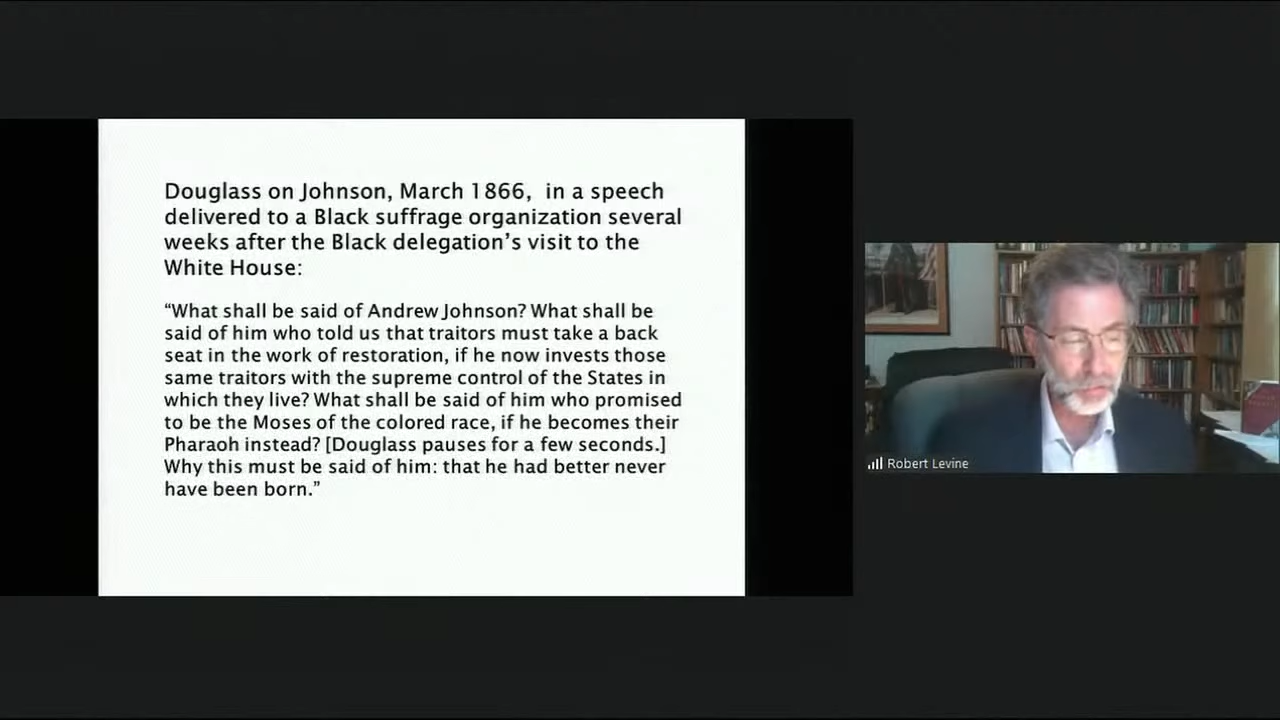 Douglass on Johnson, March 1866,  in a speech
delivered to a Black suffrage organization several
weeks after the Black delegation’s visit to the
White House:
“What shall be said of Andrew Johnson? What shall be
said of him who told us that traitors must take a back
seat in the work of restoration, if he now invests those
same traitors with the supreme control of the States in
which they live? What shall be said of him who promised
to be the Moses of the colored race, if he becomes their
Pharaoh instead? [Douglass pauses for a few seconds.]
Why this must be said of him: that he had better never
have been born.”
Robert Levine